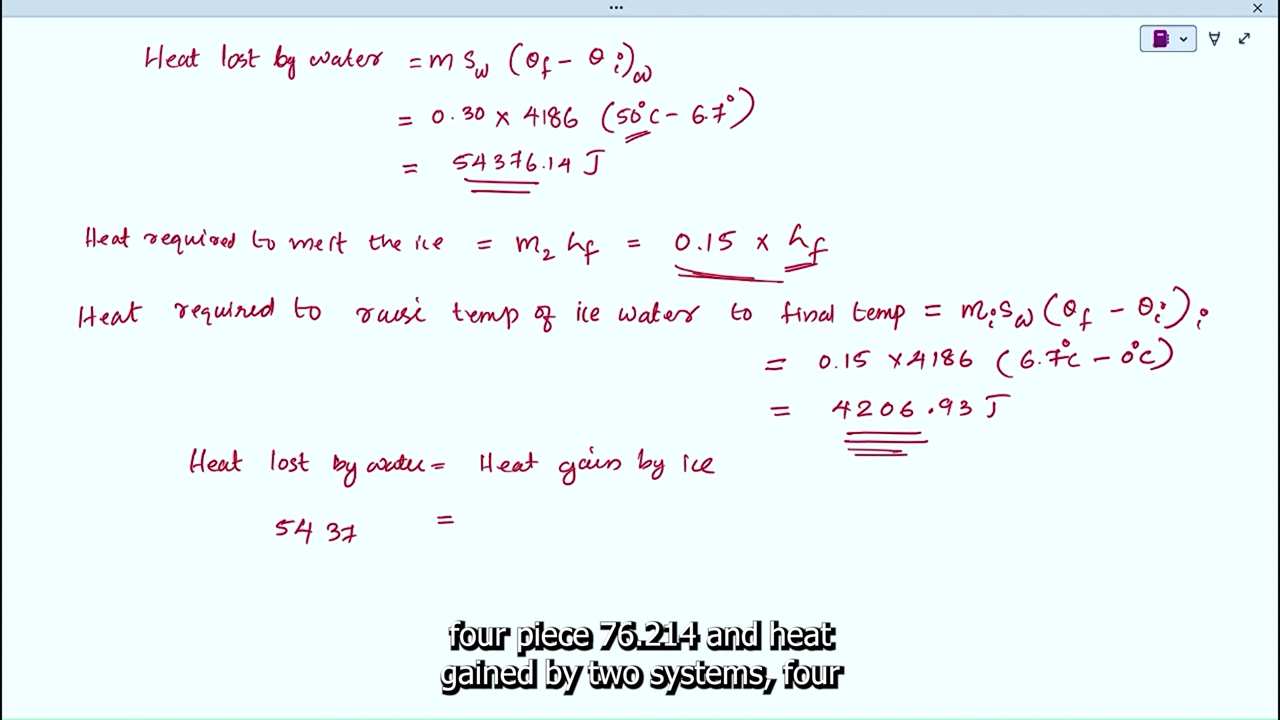 Heat lost by water = m S_w (θ_f - θ_i)_w
= 0.30 × 4186 (50°C - 6.7°)
= 54376.14 J
Heat required to melt the ice = m₂ h_f = 0.15 × h_f
Heat required to raise temp of ice water to final temp = m_i S_w (θ_f - θ_i)_i
= 0.15 × 4186 (6.7°C - 0°C)
= 4206.93 J
Heat lost by water = Heat gain by ice
5437 =
four piece 76.214 and heat
gained by two systems, four